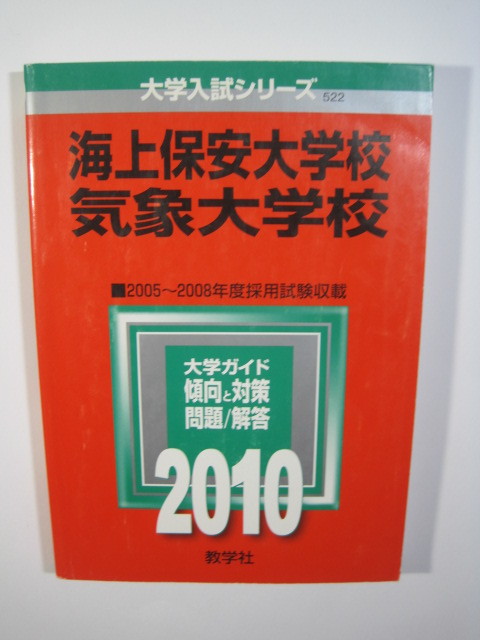 大学入試シリーズ 522
海上保安大学校
気象大学校
■2005～2008年度採用試験収載
大学ガイド
傾向と対策
問題/解答
2010
教学社